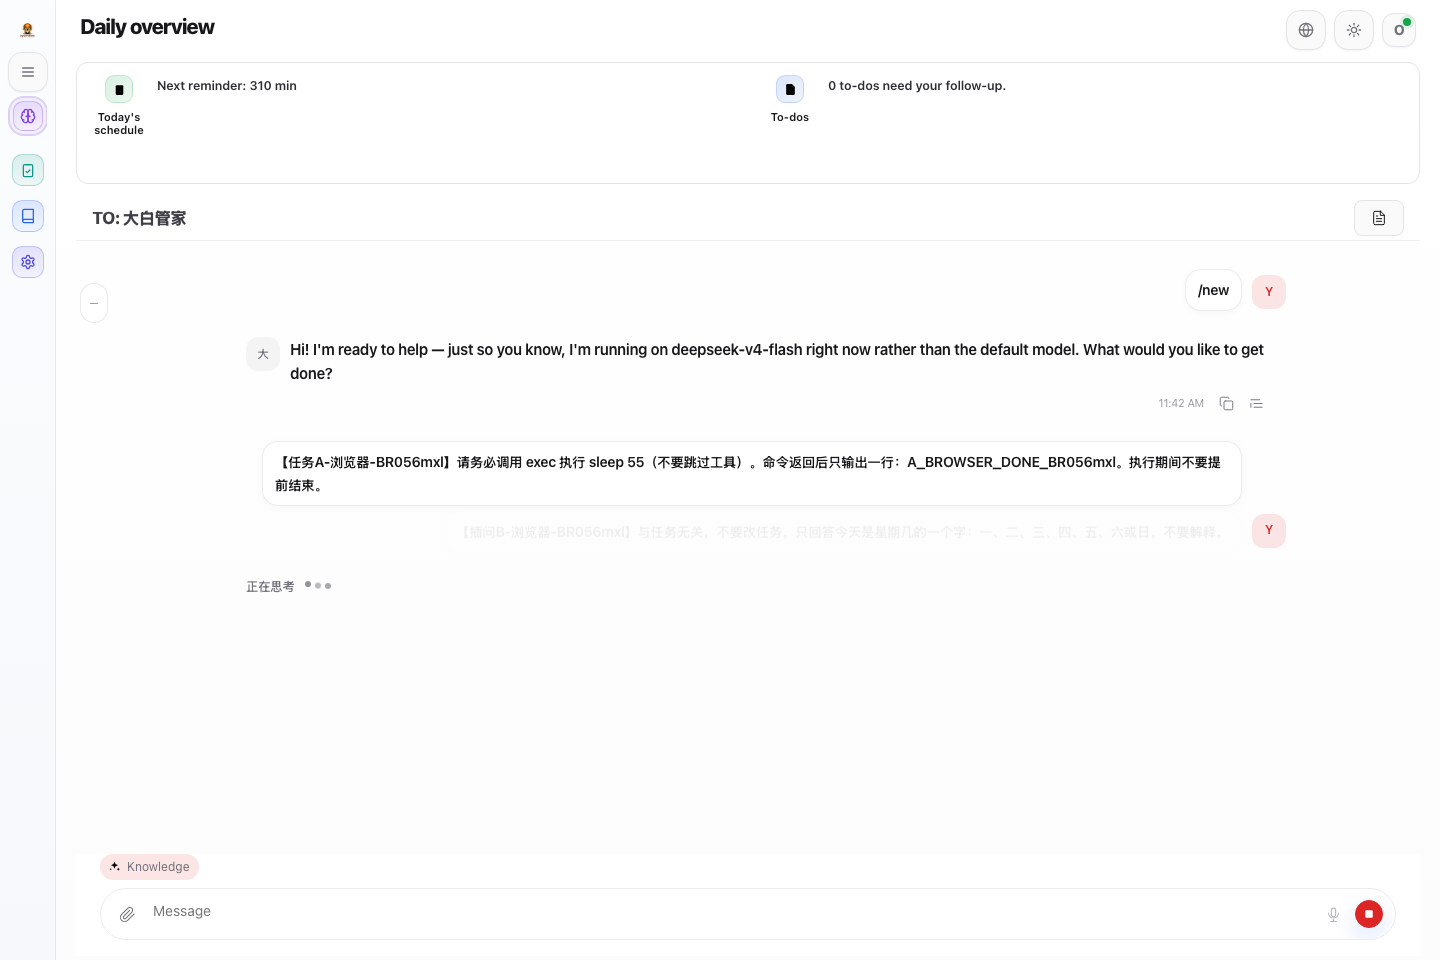 Daily overview
O
Next reminder: 310 min
Today's
schedule
0 to-dos need your follow-up.
To-dos
TO: 大白管家
/new
Y
大
Hi! I'm ready to help — just so you know, I'm running on deepseek-v4-flash right now rather than the default model. What would you like to get
done?
11:42 AM
【任务A-浏览器-BR056mxl】请务必调用 exec 执行 sleep 55（不要跳过工具）。命令返回后只输出一行：A_BROWSER_DONE_BR056mxl。执行期间不要提
前结束。
【插问B-浏览器-BR056mxl】与任务无关、不要改任务。只回答今天是星期几的一个字：一、二、三、四、五、六或日。不要解释。
Y
正在思考
Knowledge
Message